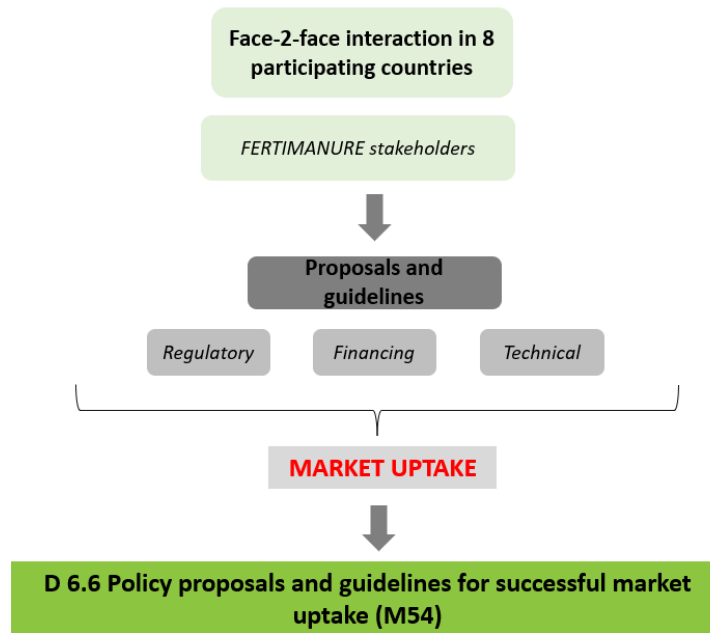 Face-2-face interaction in 8
participating countries
FERTIMANURE stakeholders
Proposals and
guidelines
Regulatory
Financing
Technical
MARKET UPTAKE
D 6.6 Policy proposals and guidelines for successful market
uptake (M54)